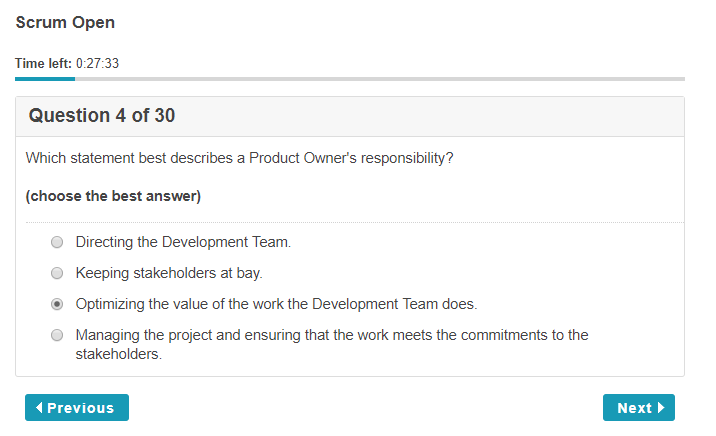 Scrum Open
Time left: 0:27:33
Question 4 of 30
Which statement best describes a Product Owner's responsibility?
(choose the best answer)
Directing the Development Team.
Keeping stakeholders at bay.
Optimizing the value of the work the Development Team does.
Managing the project and ensuring that the work meets the commitments to the
stakeholders.
Previous
Next